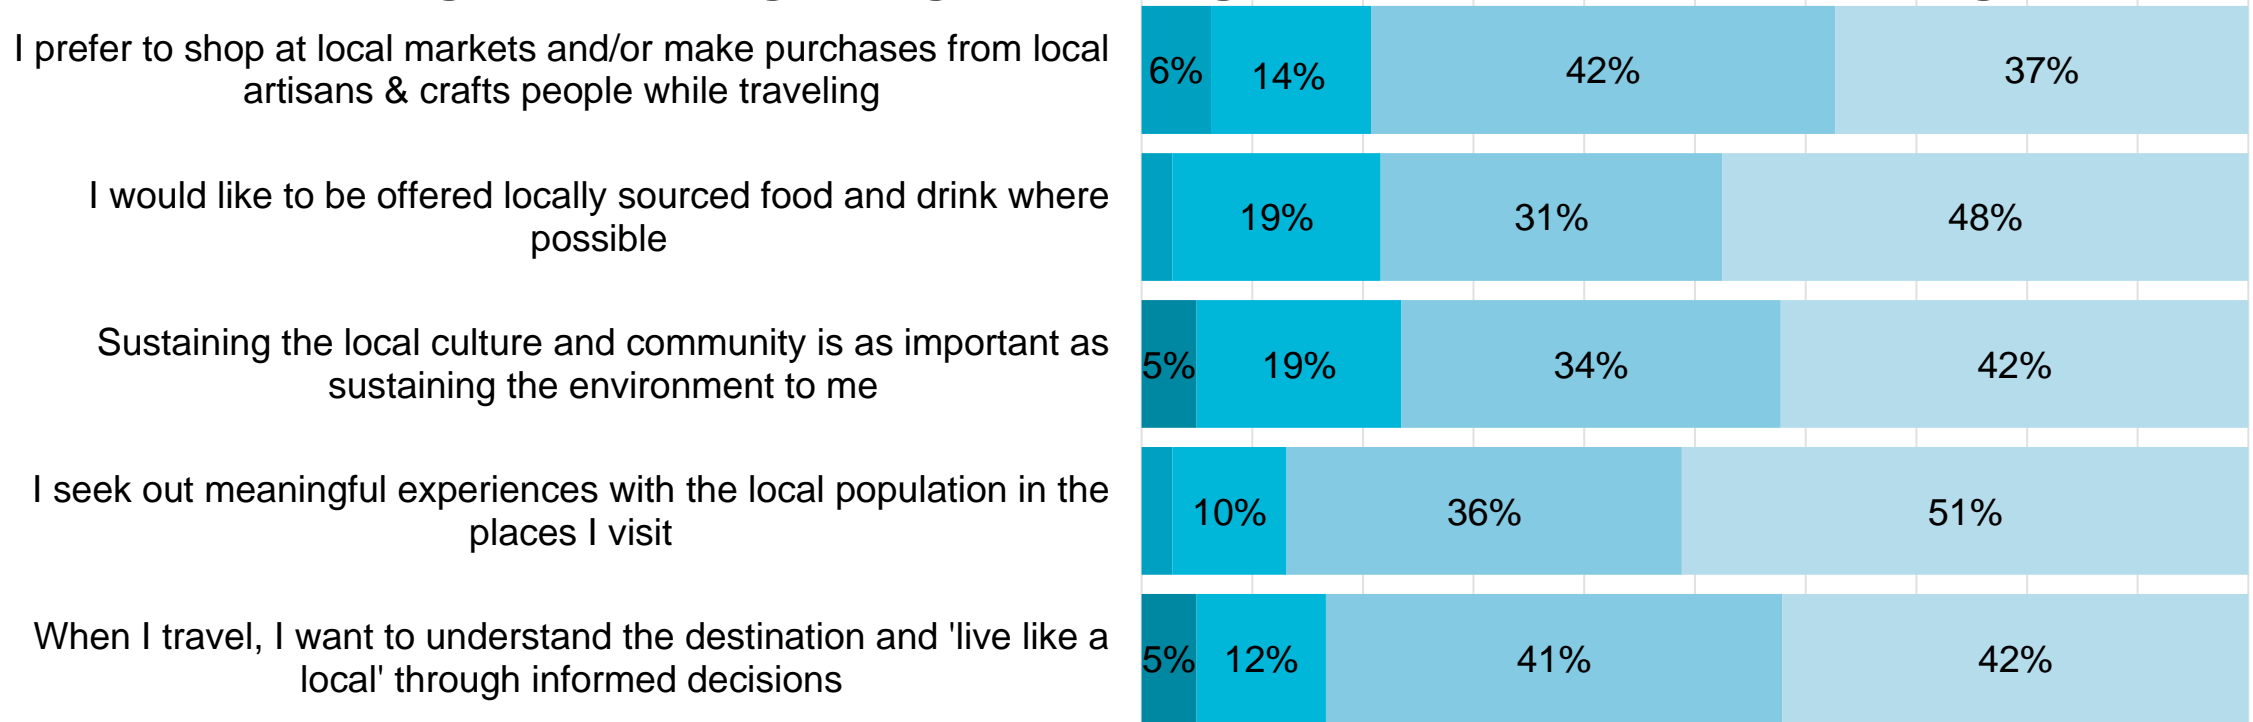 I prefer to shop at local markets and/or make purchases from local
artisans & crafts people while traveling
6% 14% 42% 37%
I would like to be offered locally sourced food and drink where
possible
19% 31% 48%
Sustaining the local culture and community is as important as
sustaining the environment to me
5% 19% 34% 42%
I seek out meaningful experiences with the local population in the
places I visit
10% 36% 51%
When I travel, I want to understand the destination and 'live like a
local' through informed decisions
5% 12% 41% 42%